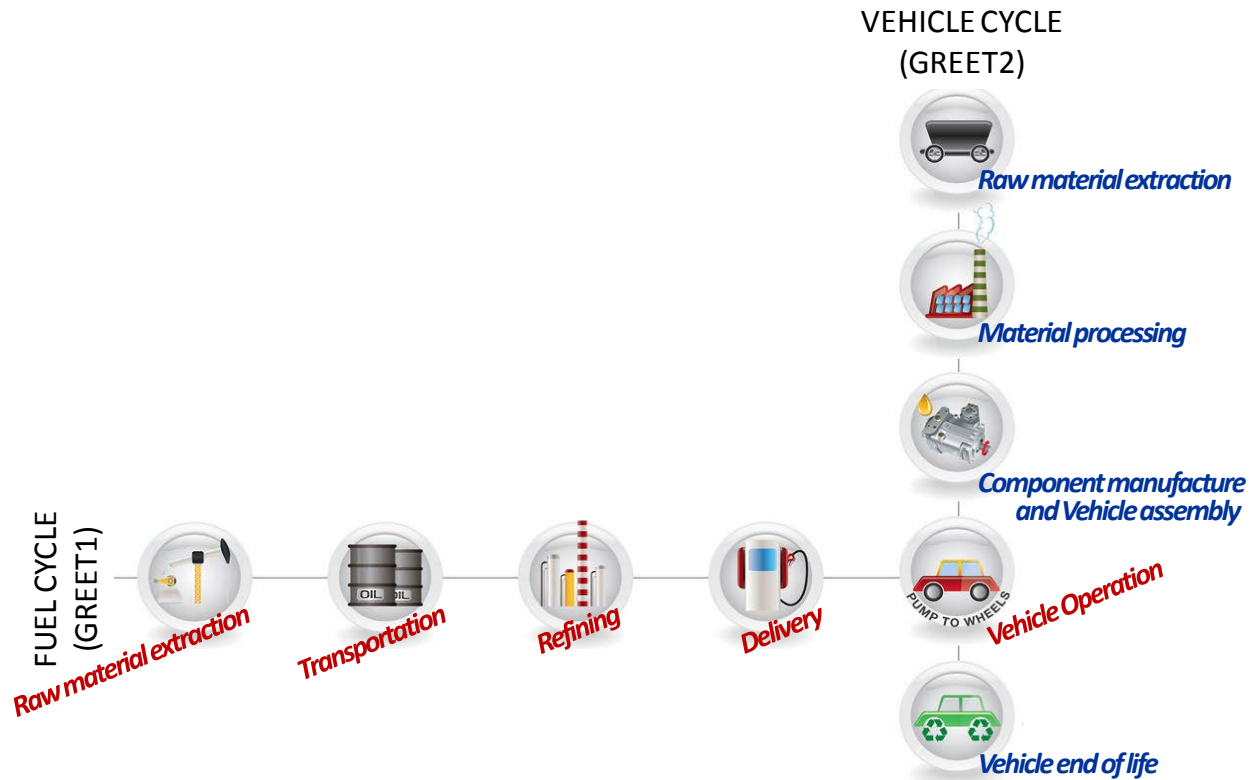 VEHICLE CYCLE
(GREET2)
Raw material extraction
Material processing
Component manufacture
and Vehicle assembly
FUEL CYCLE
(GREET1)
Raw material extraction
OIL
OIL
Transportation
Refining
Delivery
PUMP TO WHEELS
Vehicle Operation
Vehicle end of life